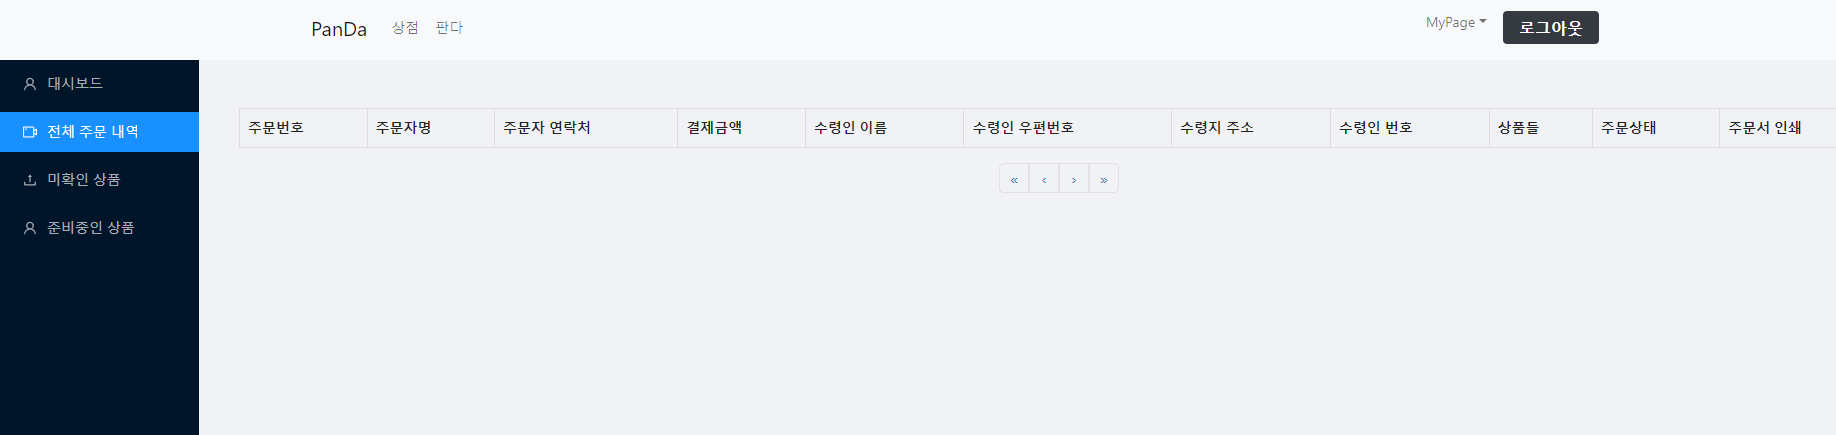 PanDa 상점 판다 MyPage 로그아웃
대시보드
전체 주문 내역
미확인 상품
준비중인 상품
주문번호 주문자명 주문자 연락처 결제금액 수령인 이름 수령인 우편번호 수령지 주소 수령인 번호 상품들 주문상태 주문서 인쇄
« ‹ › »